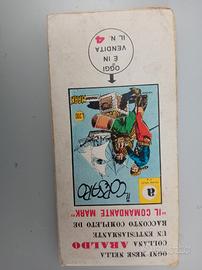 OGGI
È IN
VENDITA
IL N. 4
a
IL CORSARO
OGNI MESE NELLA
COLLANA ARALDO
UN ENTUSIASMANTE
RACCONTO COMPLETO DE
"IL COMANDANTE MARK"